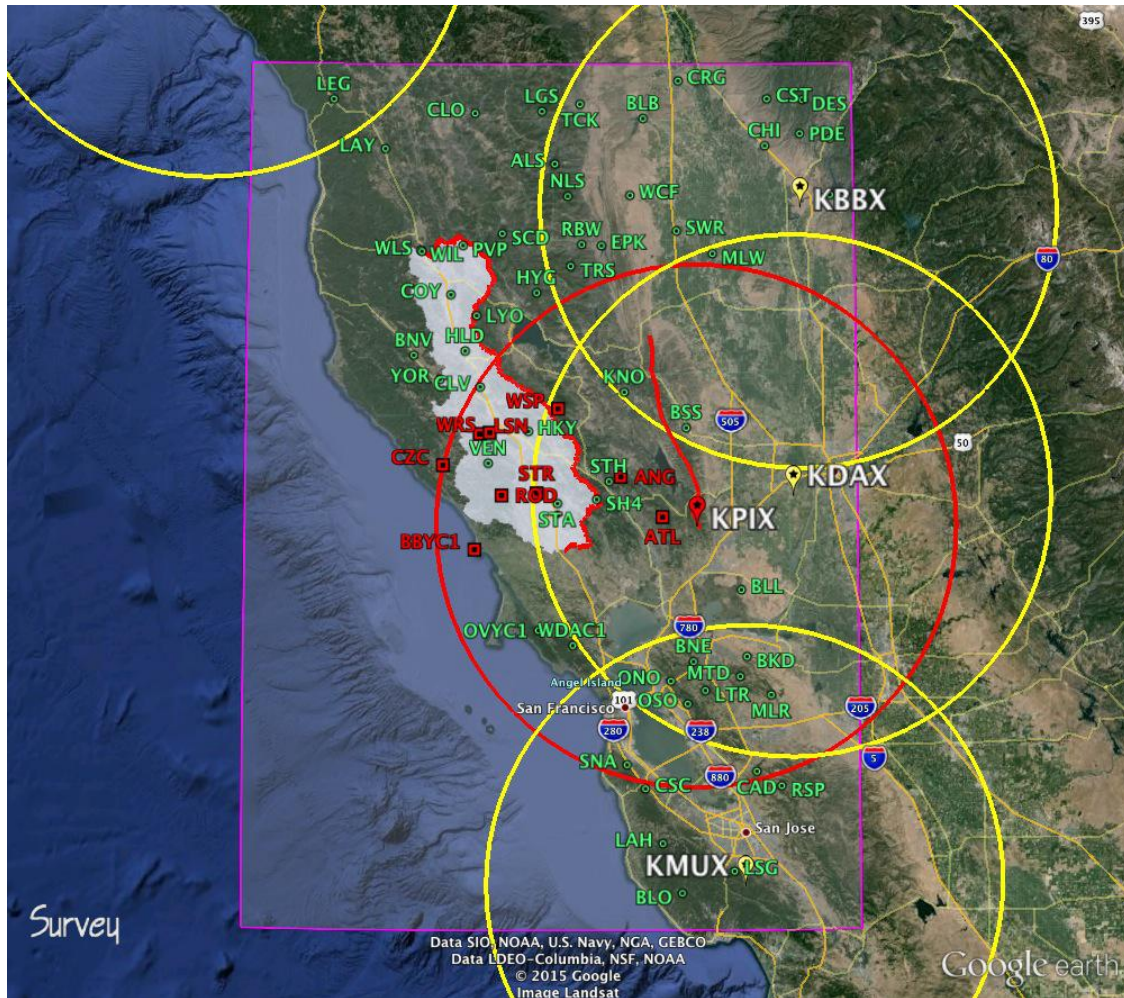 395
LEG
CLO
LGS
TCK
BLB
CRG
CST
DES
CHI
PDE
LAY
ALS
NLS
WCF
KBBX
SCD
RBW
EPK
SWR
WLS
WIL
PVP
MLW
80
TRS
HYG
COY
LYO
BNV
HLD
YOR
CLV
KNO
WSP
BSS
505
WRS
LSN
HKY
50
VEN
CZC
STR
STH
ANG
KDAX
ROD
SH4
STA
KPIX
ATL
BBYC1
BLL
OVYC1
WDAC1
780
BNE
BKD
ONO
MTD
Angel Island
LTR
MLR
101
OSO
San Francisco
205
280
238
5
SNA
880
CAD
RSP
CSC
San Jose
LAH
KMUX
LSG
BLO
Survey
Data SIO, NOAA, U.S. Navy, NGA, GEBCO
Data LDEO-Columbia, NSF, NOAA
© 2015 Google
Image Landsat
Google earth